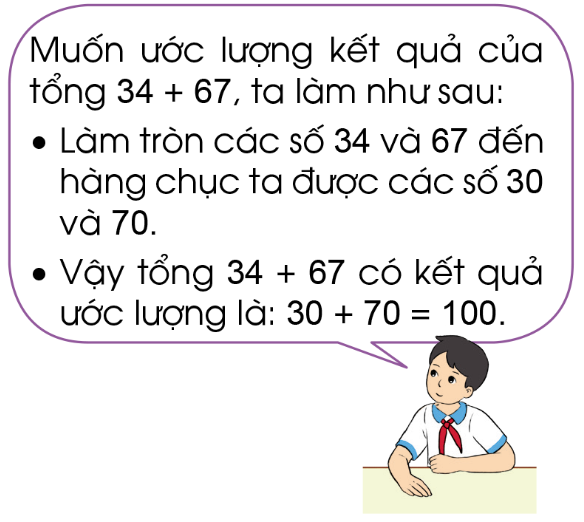 Muốn ước lượng kết quả của
tổng 34 + 67, ta làm như sau:
• Làm tròn các số 34 và 67 đến
hàng chục ta được các số 30
và 70.
• Vậy tổng 34 + 67 có kết quả
ước lượng là: 30 + 70 = 100.